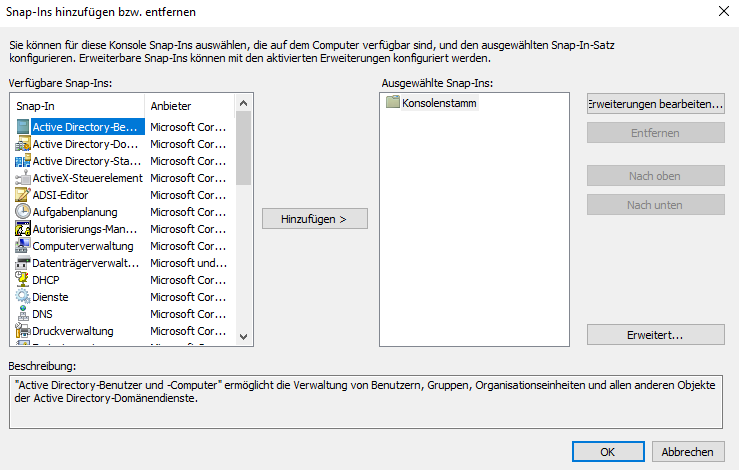 Snap-Ins hinzufügen bzw. entfernen
Sie können für diese Konsole Snap-Ins auswählen, die auf dem Computer verfügbar sind, und den ausgewählten Snap-In-Satz
konfigurieren. Erweiterbare Snap-Ins können mit den aktivierten Erweiterungen konfiguriert werden.
Verfügbare Snap-Ins:
Snap-In Anbieter
Active Directory-Be... Microsoft Cor...
Active Directory-Do... Microsoft Cor...
Active Directory-Sta... Microsoft Cor...
ActiveX-Steuerelement Microsoft Cor...
ADSI-Editor Microsoft Cor...
Aufgabenplanung Microsoft Cor...
Autorisierungs-Man... Microsoft Cor...
Computerverwaltung Microsoft Cor...
Datenträgerverwalt... Microsoft und...
DHCP Microsoft Cor...
Dienste Microsoft Cor...
DNS Microsoft Cor...
Druckverwaltung Microsoft Cor...
Hinzufügen >
Ausgewählte Snap-Ins:
Konsolenstamm
Erweiterungen bearbeiten...
Entfernen
Nach oben
Nach unten
Erweitert...
Beschreibung:
"Active Directory-Benutzer und -Computer" ermöglicht die Verwaltung von Benutzern, Gruppen, Organisationseinheiten und allen anderen Objekte
der Active Directory-Domänendienste.
OK Abbrechen